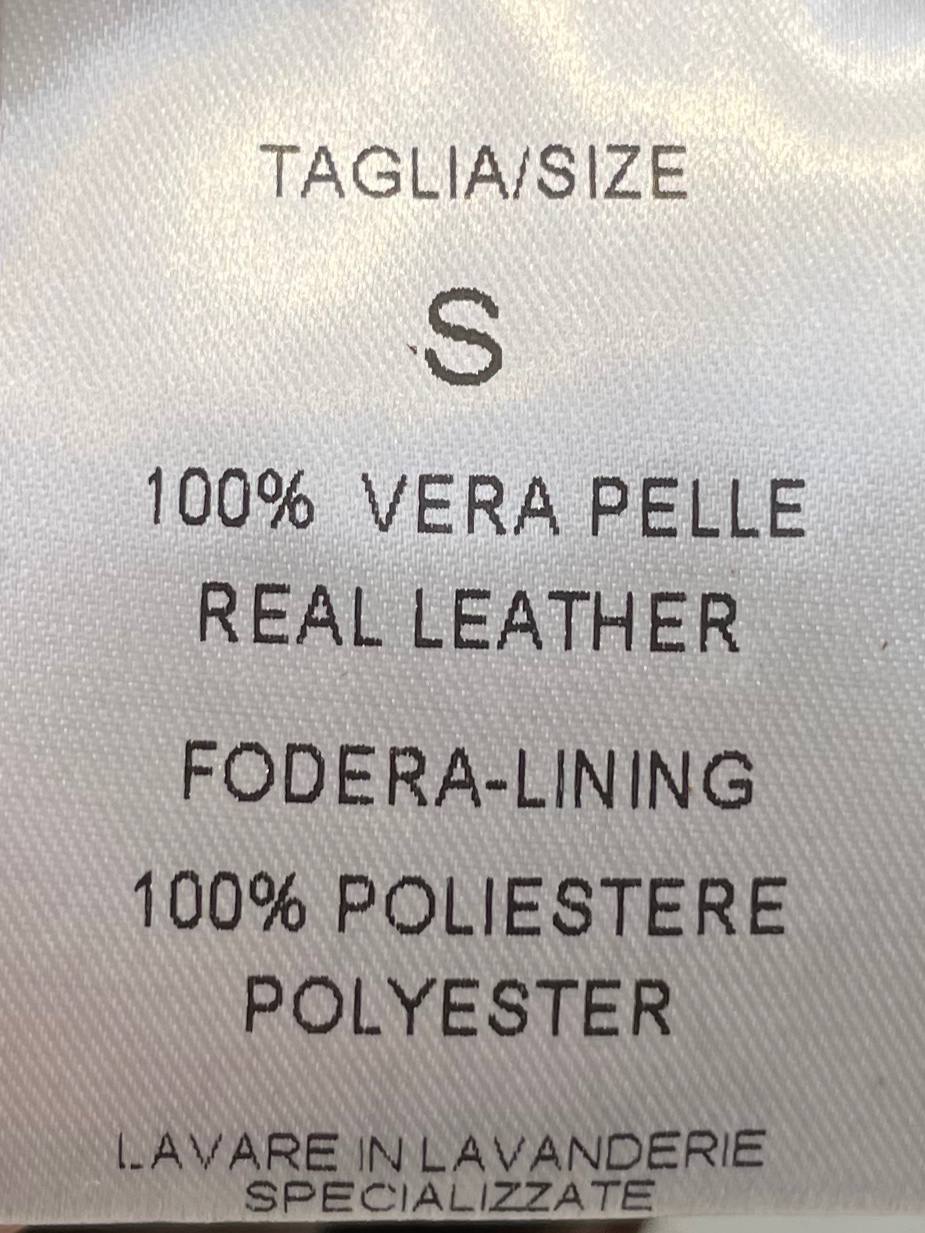 TAGLIA/SIZE
S
100% VERA PELLE
REAL LEATHER
FODERA-LINING
100% POLIESTERE
POLYESTER
LAVARE IN LAVANDERIE
SPECIALIZZATE